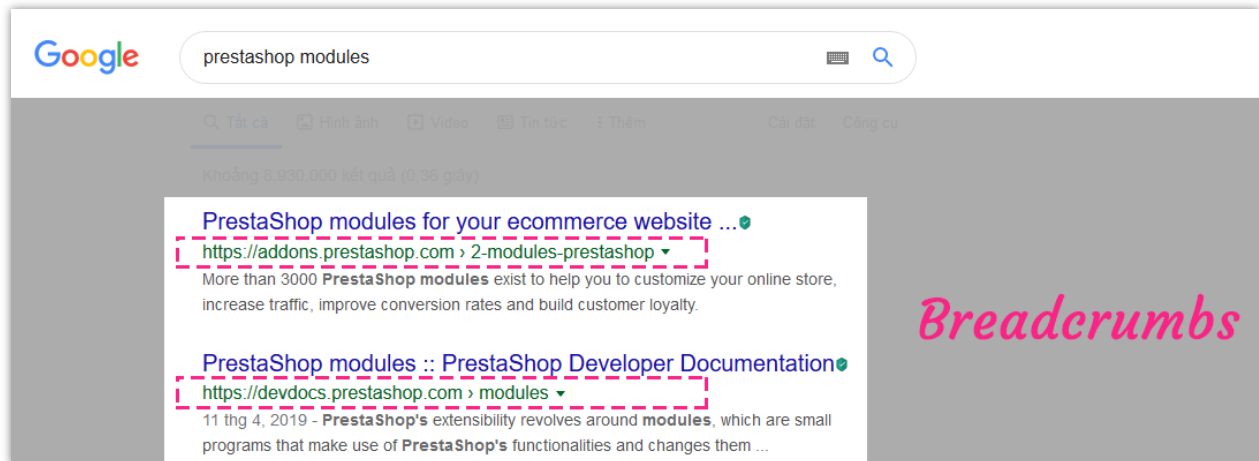 Google
prestashop modules
Tất cả Hình ảnh Video Tin tức Thêm Cài đặt Công cụ
Khoảng 8.930.000 kết quả (0,36 giây)
PrestaShop modules for your ecommerce website ...
https://addons.prestashop.com › 2-modules-prestashop
More than 3000 PrestaShop modules exist to help you to customize your online store,
increase traffic, improve conversion rates and build customer loyalty.
Breadcrumbs
PrestaShop modules :: PrestaShop Developer Documentation
https://devdocs.prestashop.com › modules
11 thg 4, 2019 - PrestaShop's extensibility revolves around modules, which are small
programs that make use of PrestaShop's functionalities and changes them ...